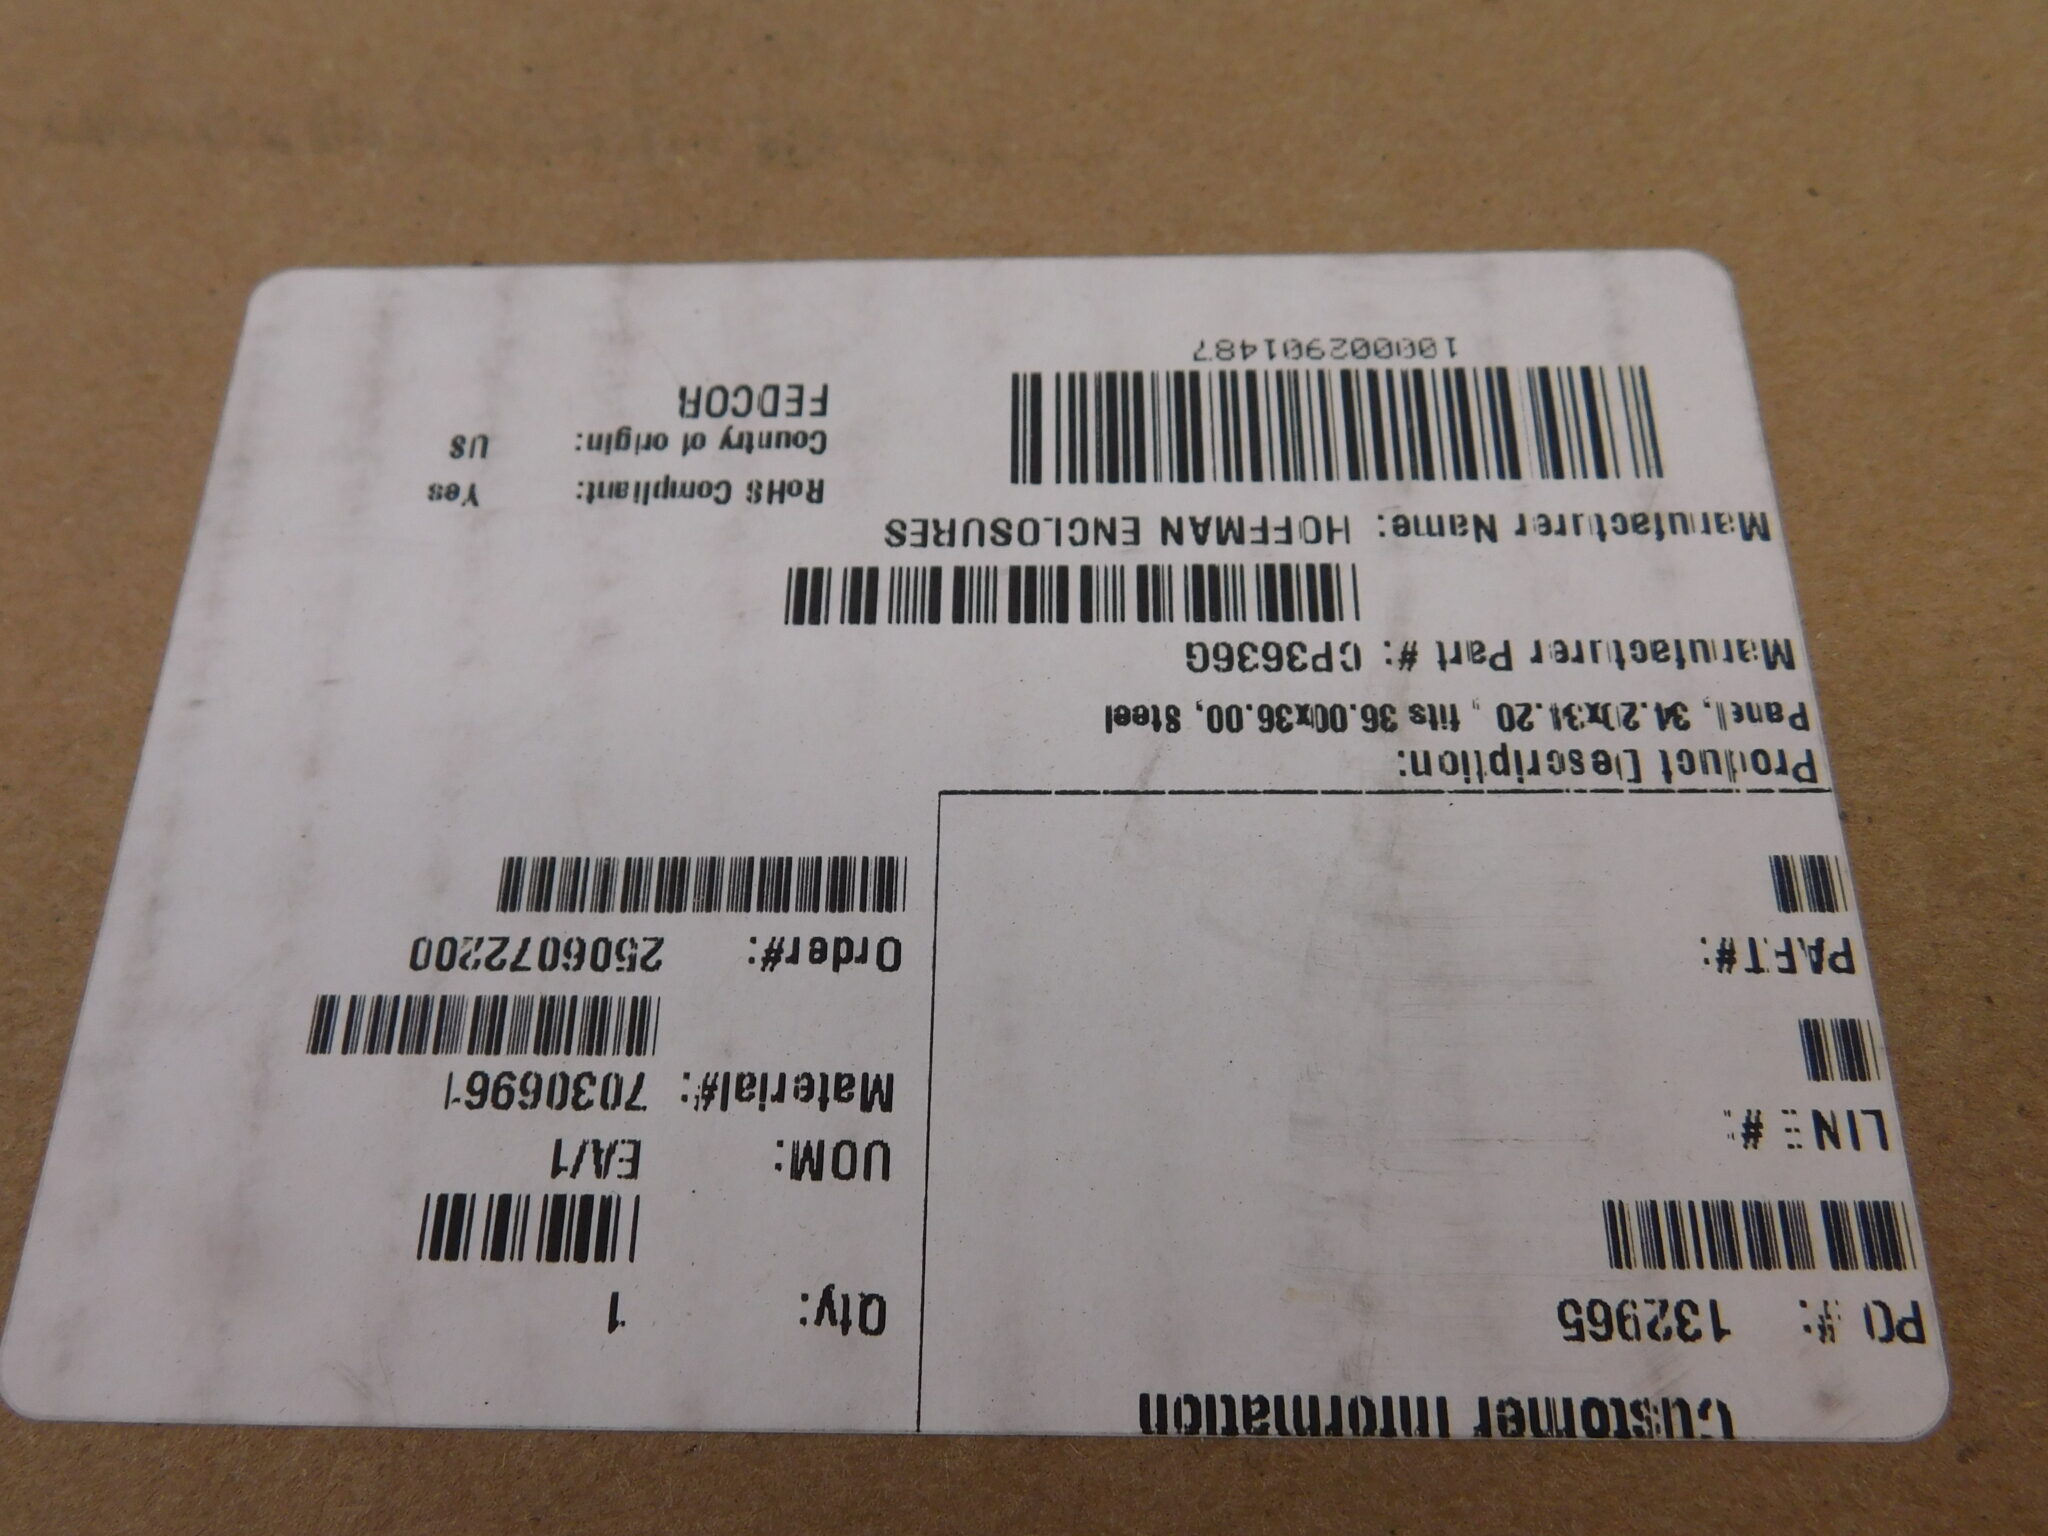 Customer Information
PO #: 132965
LINE #:
PART#:
Qty: 1
UOM: EA/1
Material#: 70306961
Order#: 2506072200
Product Description:
Panel, 34.20x34.20, fits 36.00x36.00, Steel
Manufacturer Part #: CP3636G
Manufacturer Name: HOFFMAN ENCLOSURES
100002901487
RoHS Compliant: Yes
Country of origin: US
FEDCOR